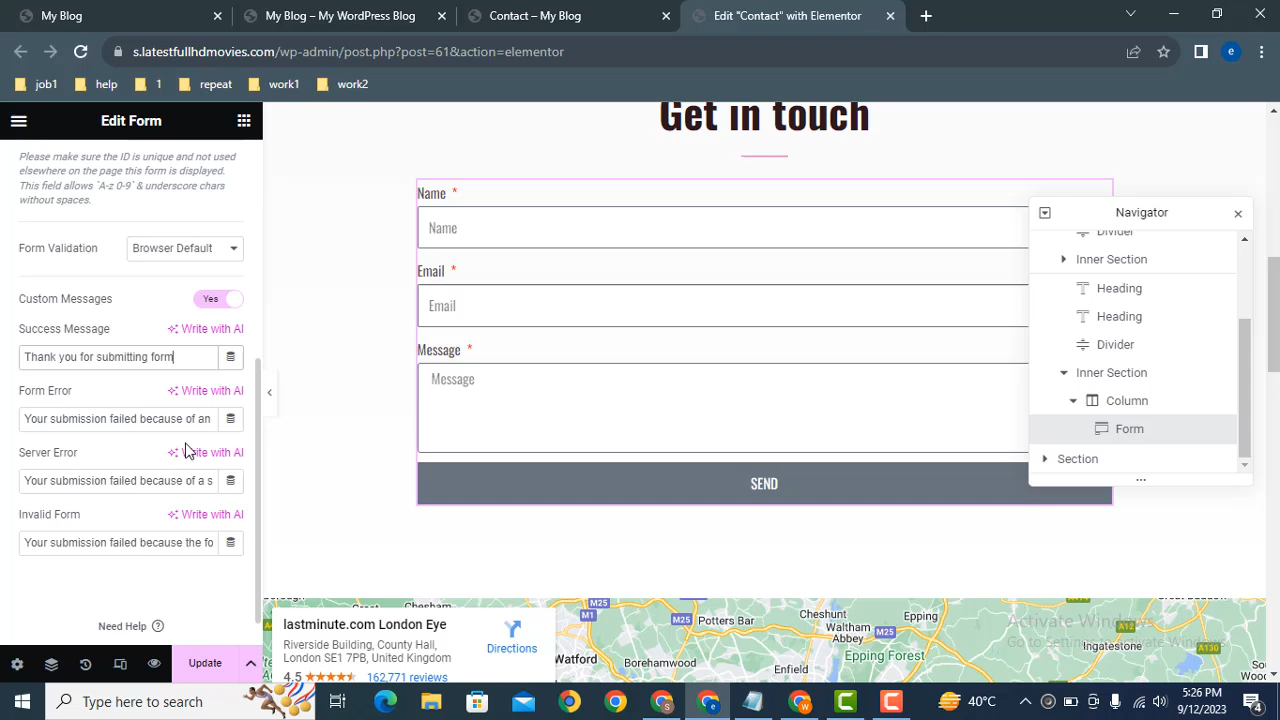 My Blog
My Blog – My WordPress Blog
Contact – My Blog
Edit "Contact" with Elementor
s.latestfullhdmovies.com/wp-admin/post.php?post=61&action=elementor
e
job1
help
1
repeat
work1
work2
Edit Form
Please make sure the ID is unique and not used
elsewhere on the page this form is displayed.
This field allows `A-z 0-9` & underscore chars
without spaces.
Form Validation
Browser Default
Custom Messages
Yes
Success Message
Write with AI
Thank you for submitting form
Form Error
Write with AI
Your submission failed because of an
Server Error
Write with AI
Your submission failed because of a s
Invalid Form
Write with AI
Your submission failed because the fo
Need Help
Update
Get in touch
Name *
Name
Email *
Email
Message *
Message
SEND
Navigator
Divider
Inner Section
Heading
Heading
Divider
Inner Section
Column
Form
Section
lastminute.com London Eye
Riverside Building, County Hall,
London SE1 7PB, United Kingdom
4.5
162,771 reviews
Directions
M25
Chesham
M1
M25
Potters Bar
Watford
Borehamwood
Cheshunt
Waltham
Abbey
M25
Enfield
Epping
Epping Forest
M25
A12
Ingatestone
A130
Activate Windows
Go to Settings to activate Windows.
Type here to search
40°C
5:26 PM
9/12/2023
4